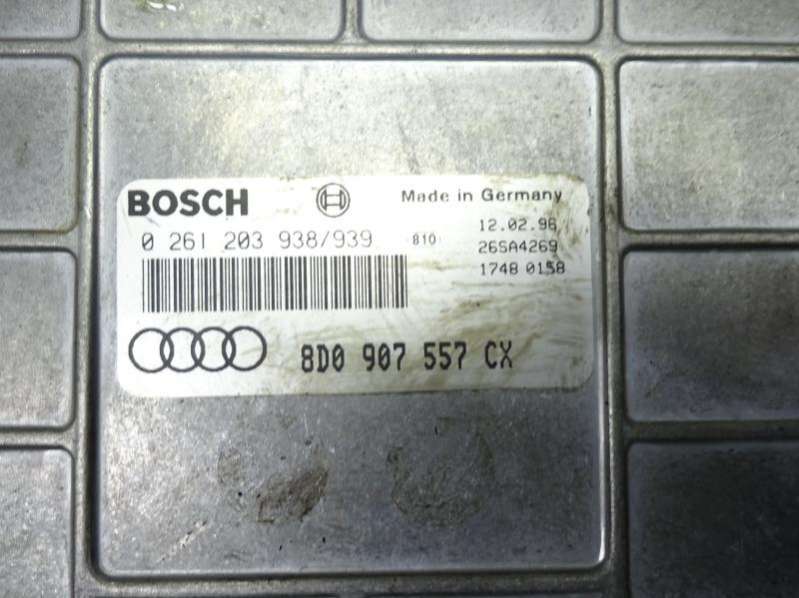 BOSCH
Made in Germany
0 261 203 938/939
810
12.02.96
26SA4269
1748 0158
8D0 907 557 CX